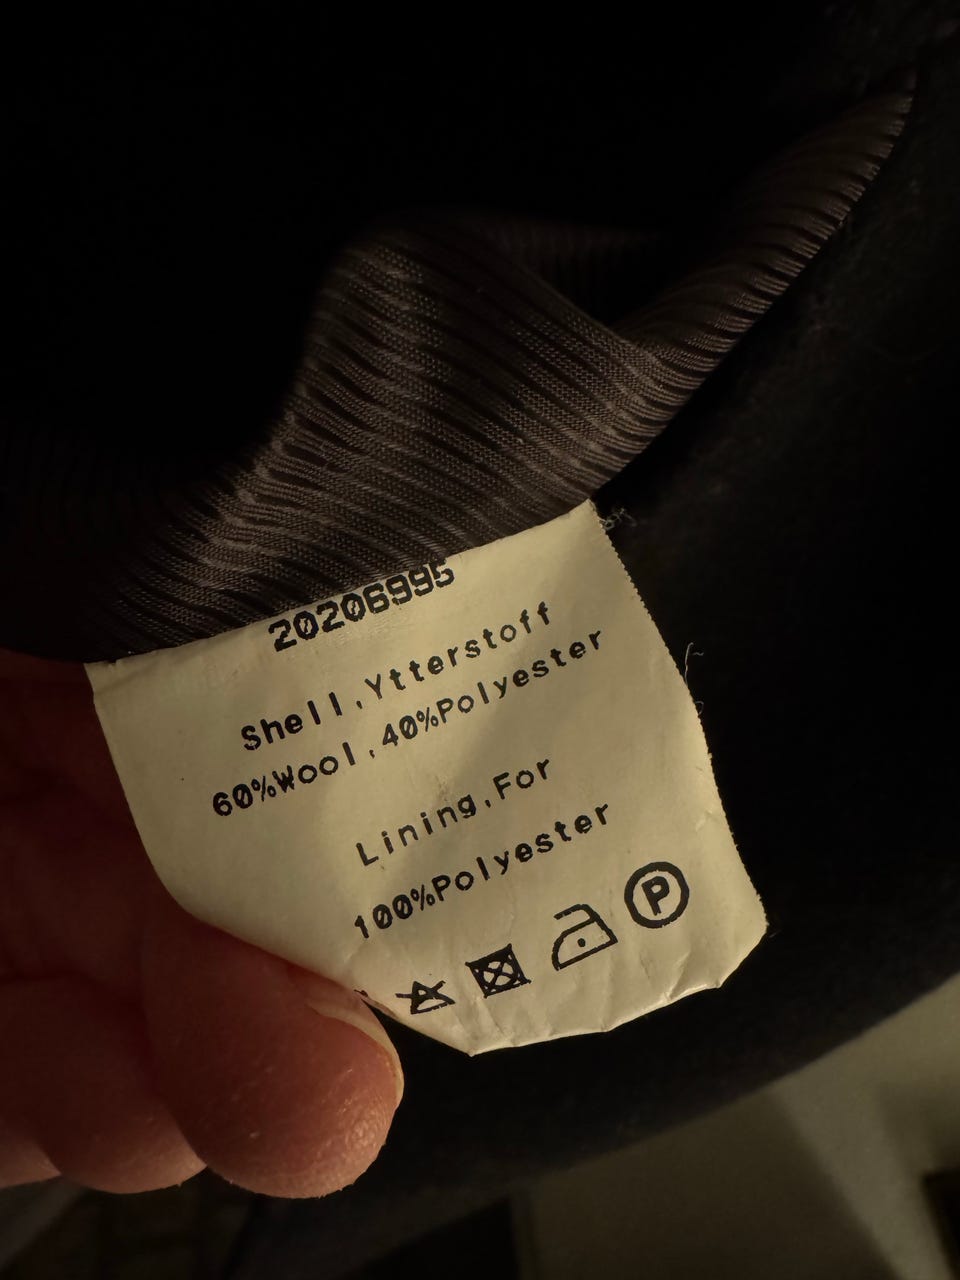 20206995
Shell,Ytterstoff
60%Wool,40%Polyester
Lining,For
100%Polyester
P